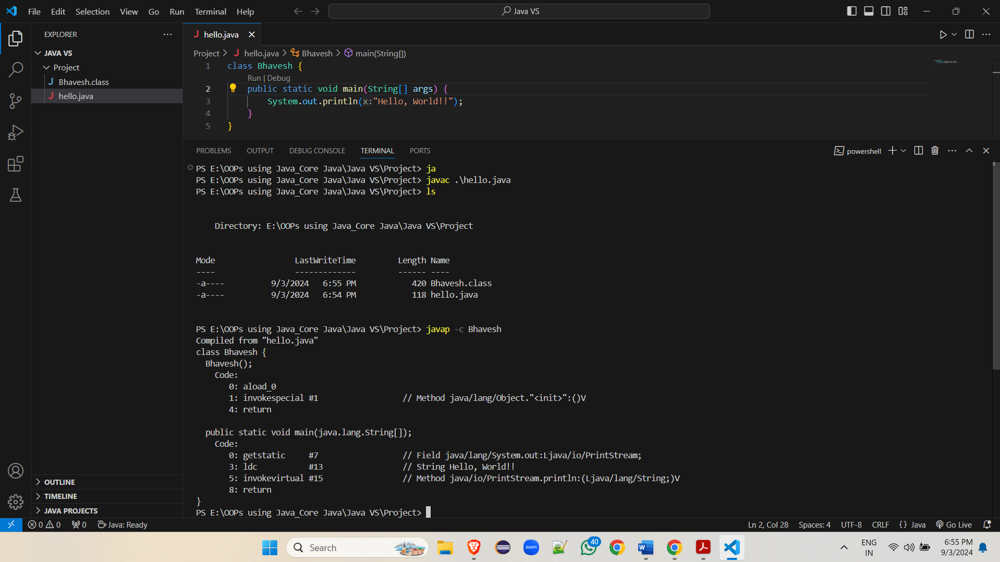 File Edit Selection View Go Run Terminal Help
Java VS
EXPLORER
JAVA VS
Project
Bhavesh.class
hello.java
OUTLINE
TIMELINE
JAVA PROJECTS
hello.java
Project > hello.java > Bhavesh > main(String[])
1 class Bhavesh {
Run | Debug
2 public static void main(String[] args) {
3 System.out.println(x:"Hello, World!!");
4 }
5 }
PROBLEMS OUTPUT DEBUG CONSOLE TERMINAL PORTS
powershell
PS E:\OOPs using Java_Core Java\Java VS\Project> ja
PS E:\OOPs using Java_Core Java\Java VS\Project> javac .\hello.java
PS E:\OOPs using Java_Core Java\Java VS\Project> ls
Directory: E:\OOPs using Java_Core Java\Java VS\Project
Mode LastWriteTime Length Name
---- ------------- ------ ----
-a---- 9/3/2024 6:55 PM 420 Bhavesh.class
-a---- 9/3/2024 6:54 PM 118 hello.java
PS E:\OOPs using Java_Core Java\Java VS\Project> javap -c Bhavesh
Compiled from "hello.java"
class Bhavesh {
Bhavesh();
Code:
0: aload_0
1: invokespecial #1 // Method java/lang/Object."<init>":()V
4: return
public static void main(java.lang.String[]);
Code:
0: getstatic #7 // Field java/lang/System.out:Ljava/io/PrintStream;
3: ldc #13 // String Hello, World!!
5: invokevirtual #15 // Method java/io/PrintStream.println:(Ljava/lang/String;)V
8: return
}
PS E:\OOPs using Java_Core Java\Java VS\Project>
0 0 0 Java: Ready
Ln 2, Col 28 Spaces: 4 UTF-8 CRLF {} Java Go Live
Search
zoom
40
W
ENG
IN
6:55 PM
9/3/2024